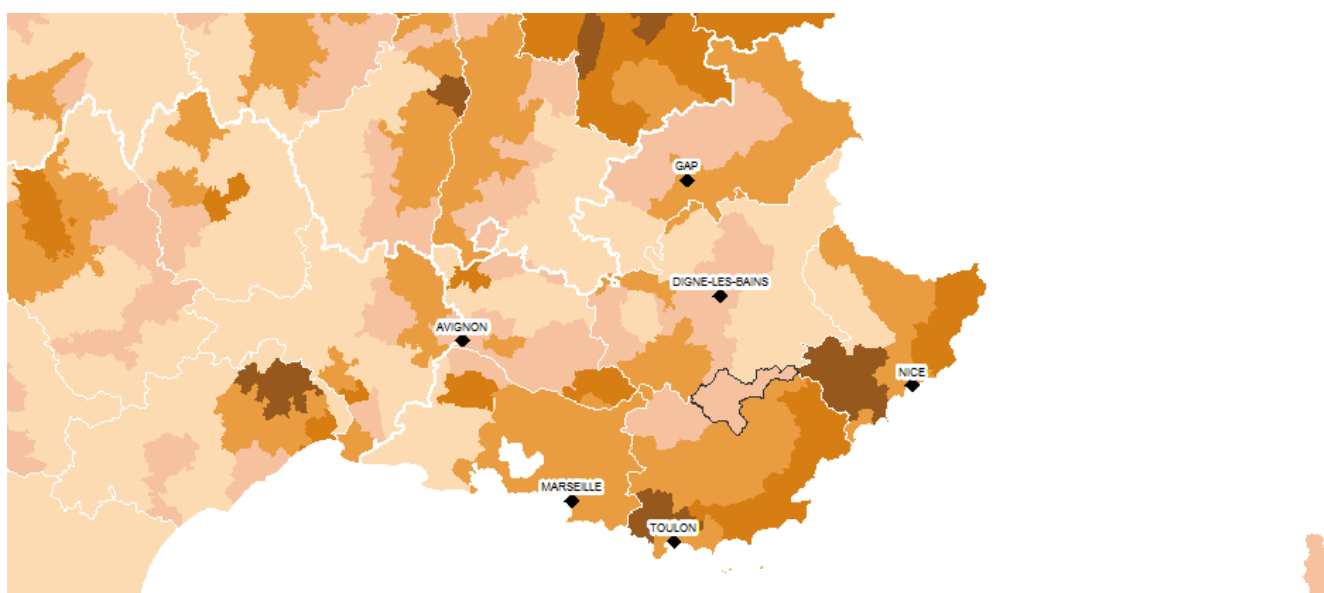 GAP
DIGNE-LES-BAINS
AVIGNON
NICE
MARSEILLE
TOULON